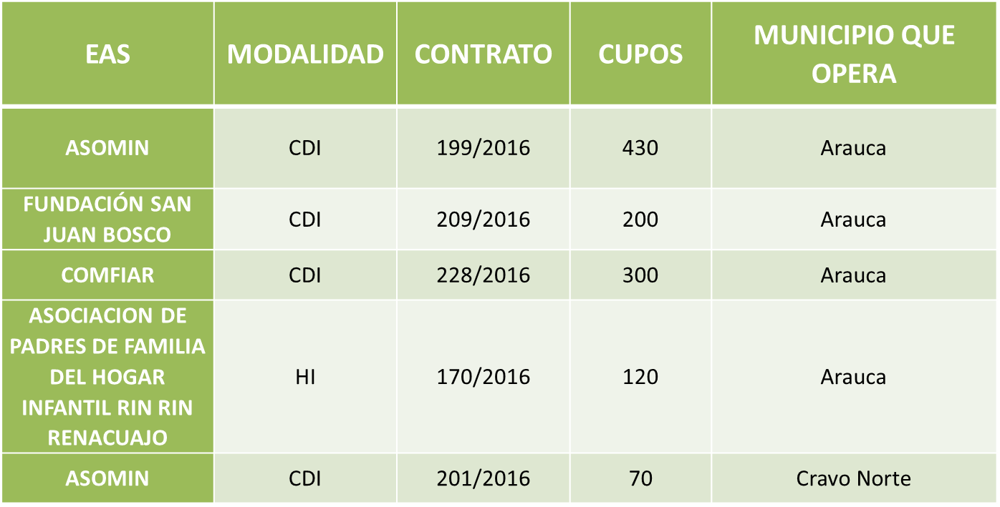 EAS MODALIDAD CONTRATO CUPOS MUNICIPIO QUE
OPERA
ASOMIN CDI 199/2016 430 Arauca
FUNDACIÓN SAN
JUAN BOSCO CDI 209/2016 200 Arauca
COMFIAR CDI 228/2016 300 Arauca
ASOCIACION DE
PADRES DE FAMILIA
DEL HOGAR
INFANTIL RIN RIN
RENACUAJO HI 170/2016 120 Arauca
ASOMIN CDI 201/2016 70 Cravo Norte